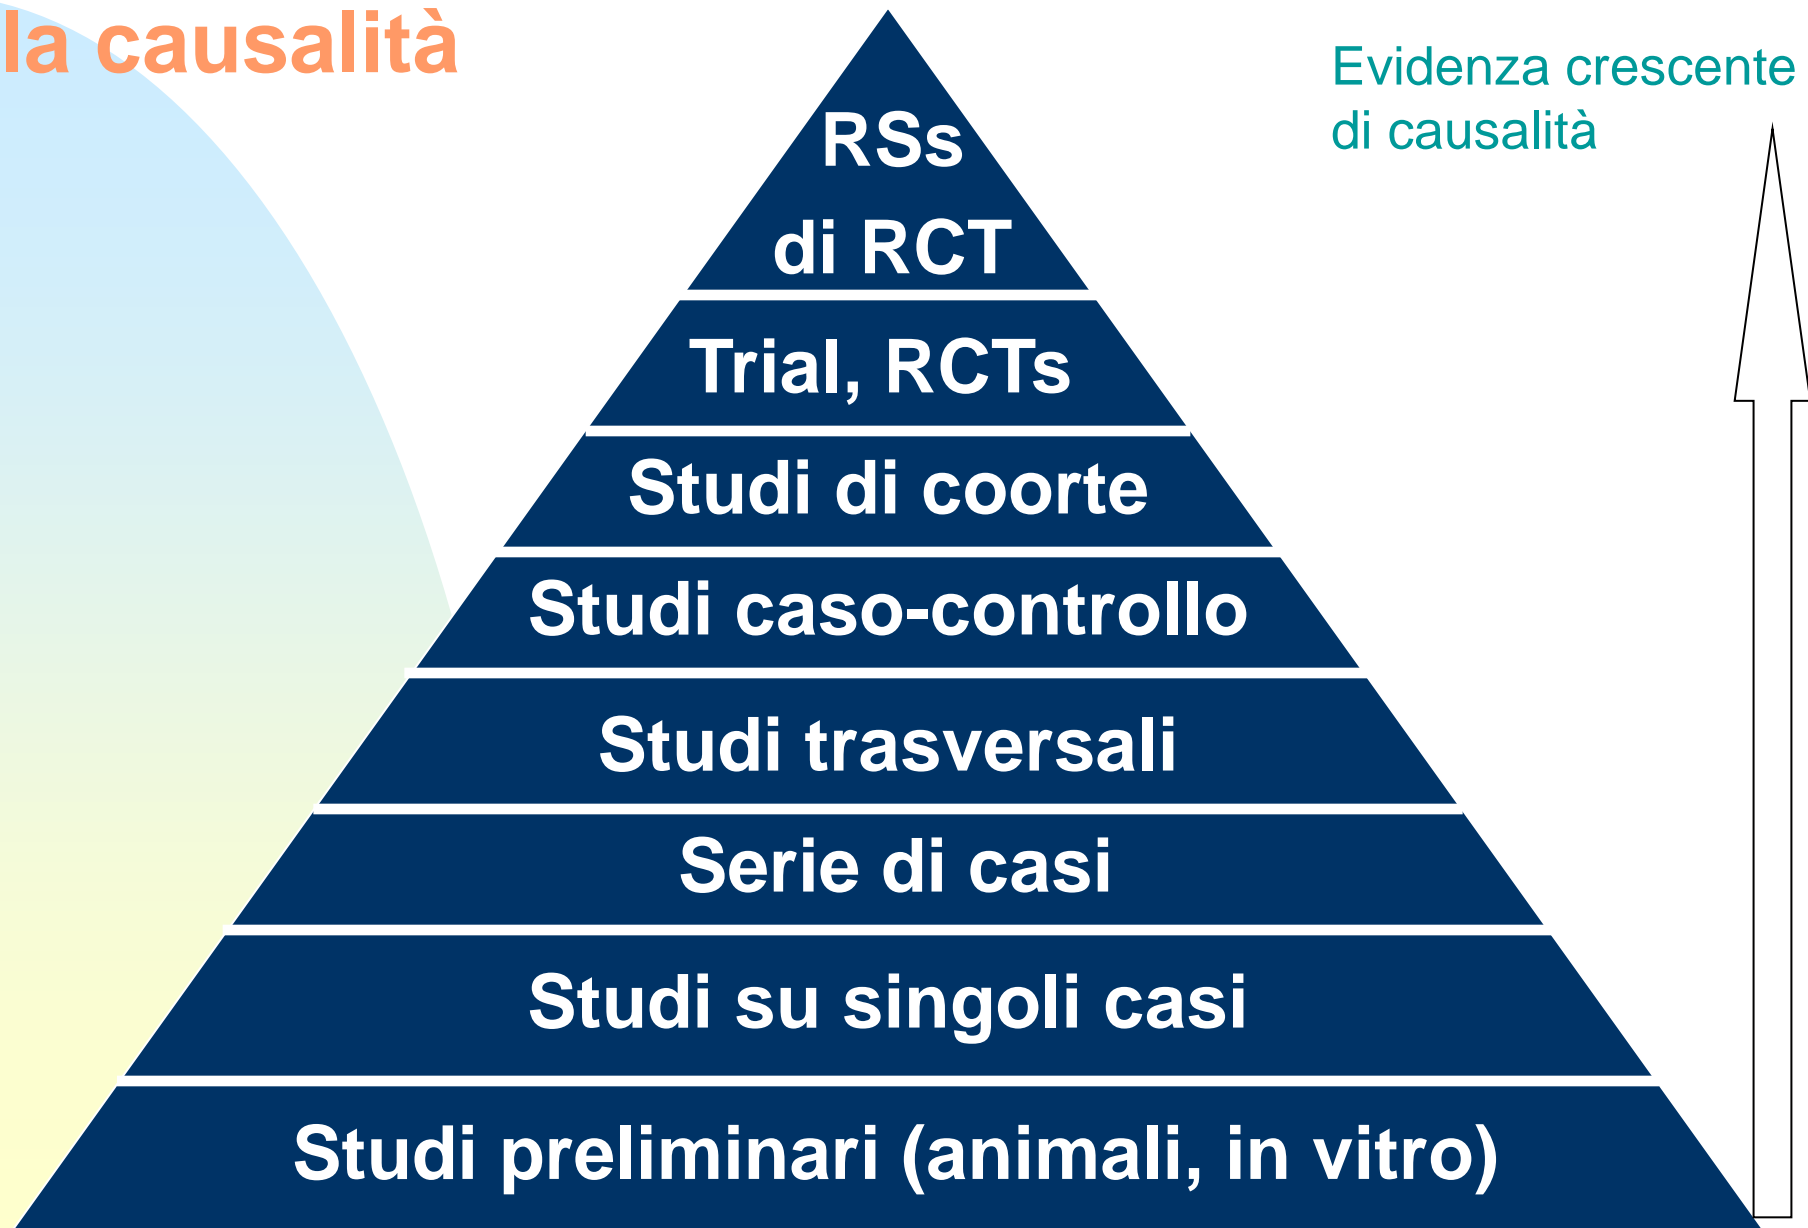 la causalità
Evidenza crescente
di causalità
RSs
di RCT
Trial, RCTs
Studi di coorte
Studi caso-controllo
Studi trasversali
Serie di casi
Studi su singoli casi
Studi preliminari (animali, in vitro)